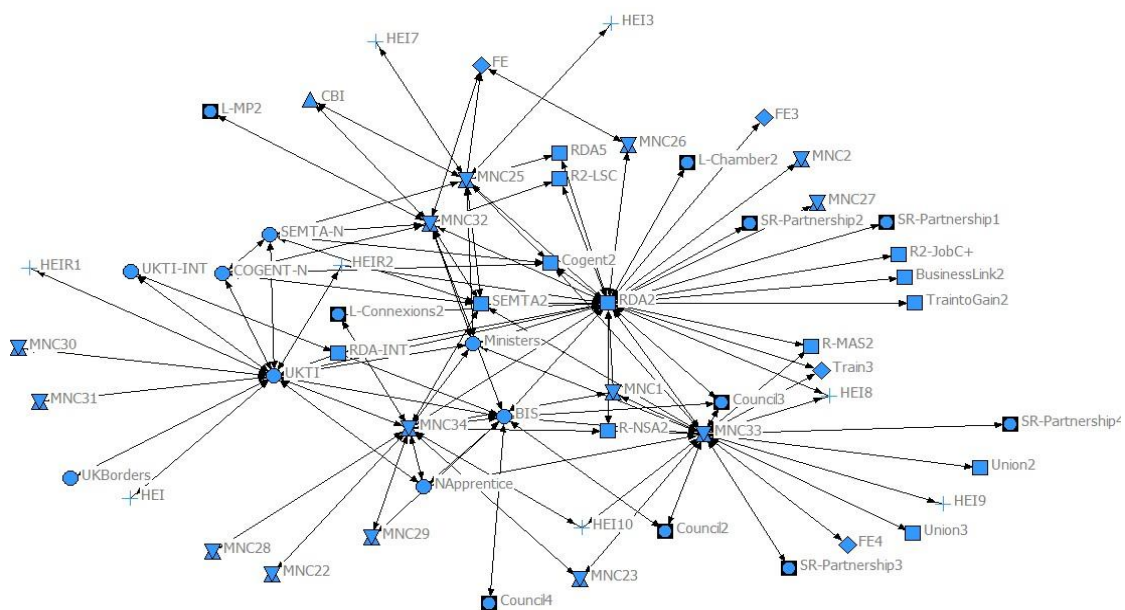 HEI3
HEI7
FE
CBI
L-MP2
FE3
MNC26
RDA5
L-Chamber2
MNC2
MNC25
R2-LSC
MNC27
MNC32
SR-Partnership2
SR-Partnership1
SEMTA-N
R2-JobC+
HEIR1
UKTI-INT
COGENT-N
HEIR2
Cogent2
BusinessLink2
SEMTA2
RDA2
TraintoGain2
L-Connexions2
MNC30
RDA-INT
Ministers
R-MAS2
UKTI
Train3
MNC31
MNC1
HEI8
Council3
BIS
MNC34
R-NSA2
MNC33
SR-Partnership4
UKBorders
NApprentice
Union2
HEI
HEI9
HEI10
Council2
Union3
MNC29
FE4
MNC28
MNC22
MNC23
SR-Partnership3
Council4